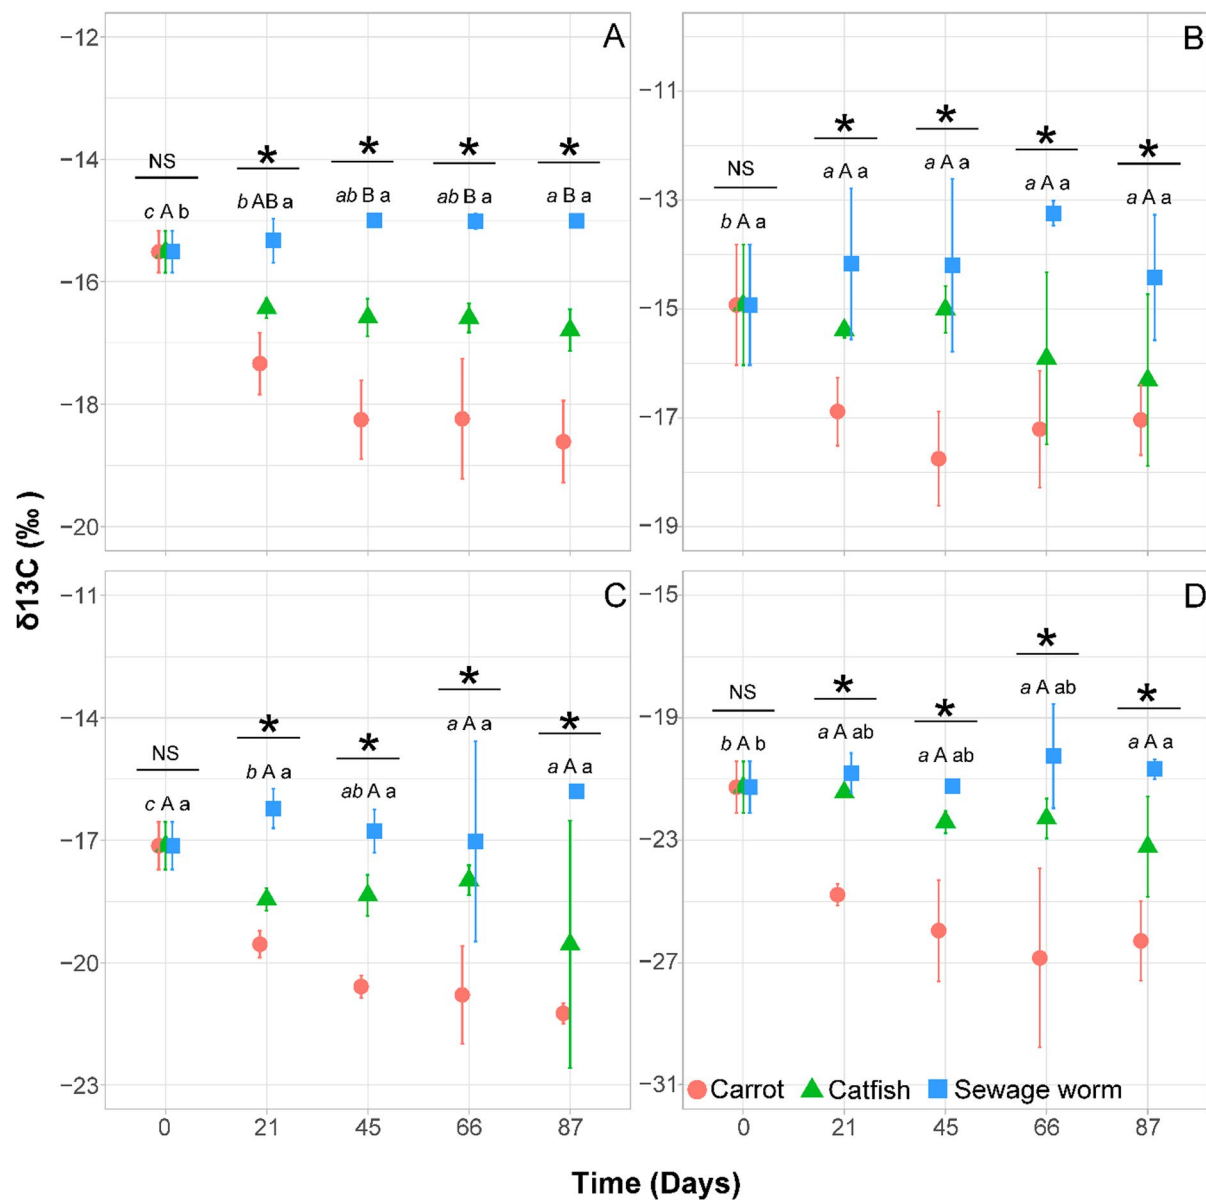 A
−12
−14
−16
−18
−20
NS
*
*
*
*
c A b
b AB a
ab B a
ab B a
a B a
B
−11
−13
−15
−17
−19
NS
*
*
*
*
b A a
a A a
a A a
a A a
a A a
δ13C (‰ )
C
−11
−14
−17
−20
−23
NS
*
*
*
*
c A a
b A a
ab A a
a A a
a A a
0 21 45 66 87
D
−15
−19
−23
−27
−31
NS
*
*
*
*
b A b
a A ab
a A ab
a A ab
a A a
Carrot Catfish Sewage worm
0 21 45 66 87
Time (Days)